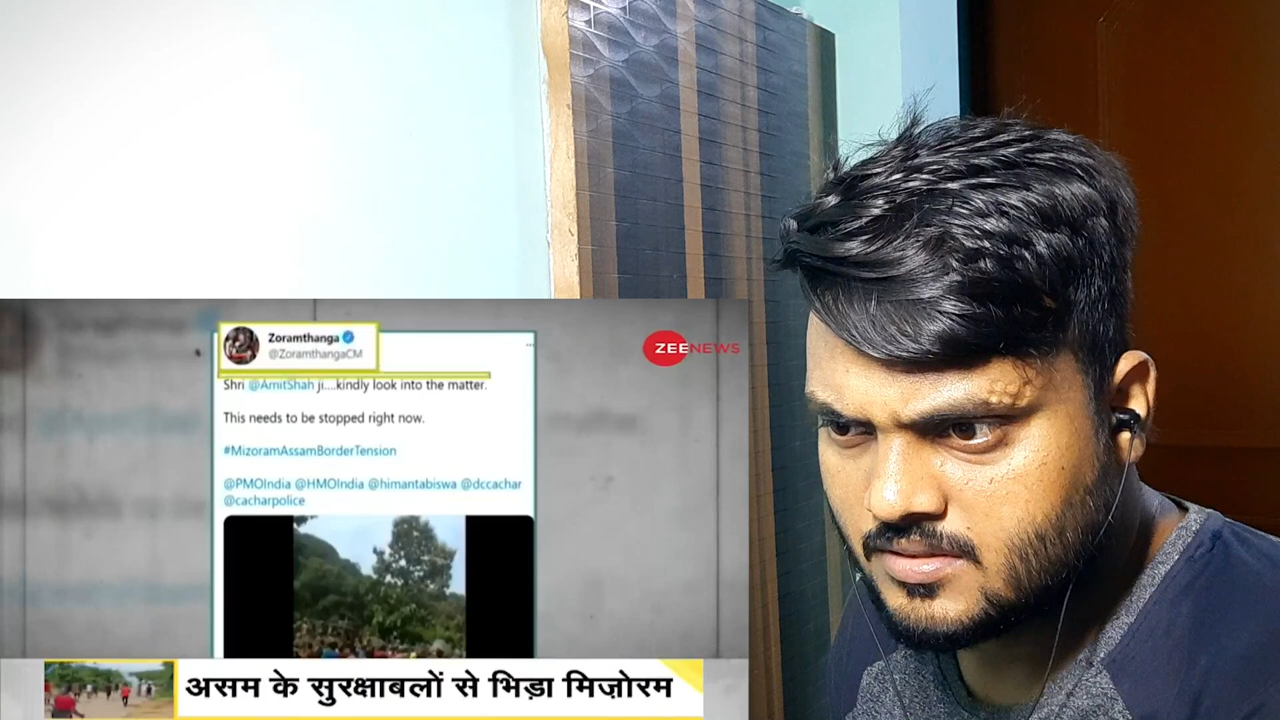 Zoramthanga
@ZoramthangaCM
ZEENEWS
Shri @AmitShah ji....kindly look into the matter.
This needs to be stopped right now.
#MizoramAssamBorderTension
@PMOIndia @HMOIndia @himantabiswa @dccachar
@cacharpolice
असम के सुरक्षाबलों से भिड़ा मिज़ोरम